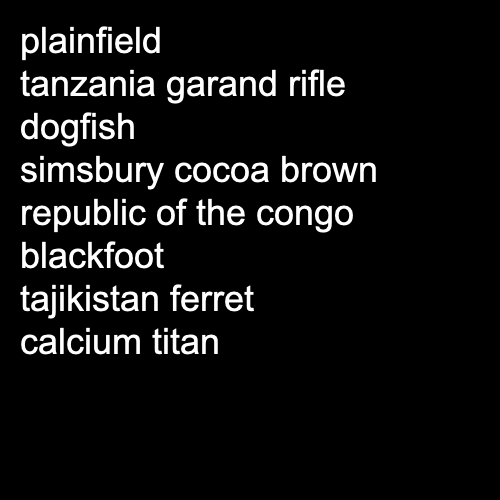 plainfield
tanzania garand rifle
dogfish
simsbury cocoa brown
republic of the congo
blackfoot
tajikistan ferret
calcium titan